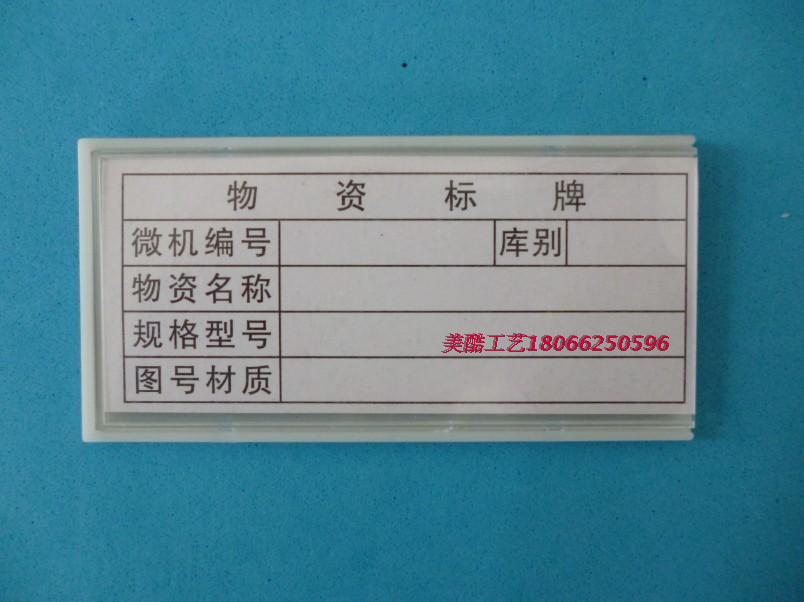 物资标牌
微机编号 库别
物资名称
规格型号
美酷工艺18066250596
图号材质